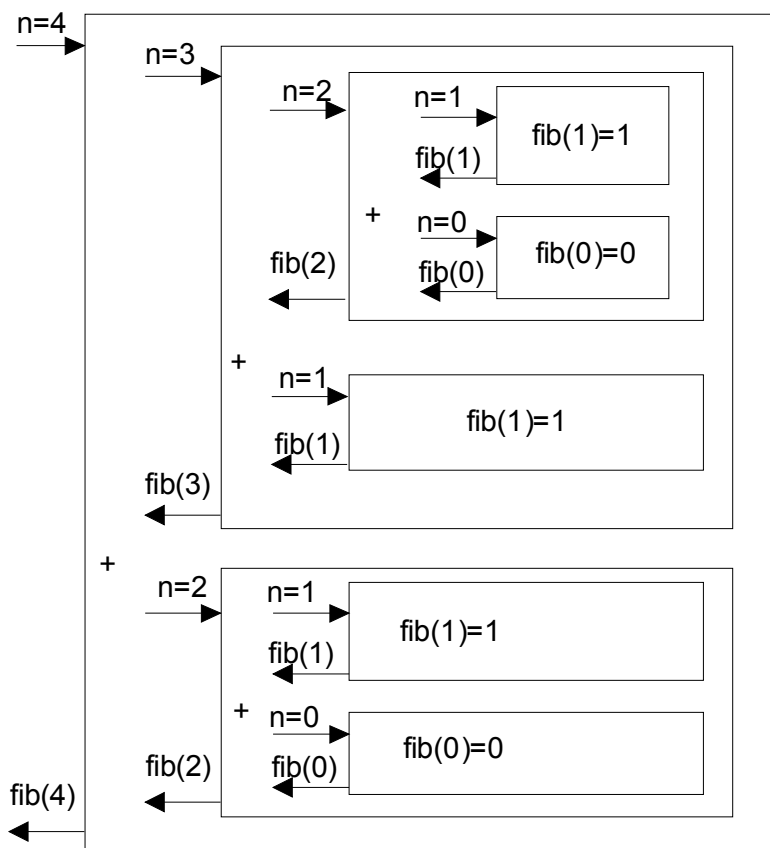 n=4
n=3
n=2
n=1
fib(1)=1
fib(1)
+
n=0
fib(0)=0
fib(2)
fib(0)
+
n=1
fib(1)=1
fib(1)
fib(3)
+
n=2
n=1
fib(1)=1
fib(1)
+
n=0
fib(0)=0
fib(2)
fib(0)
fib(4)